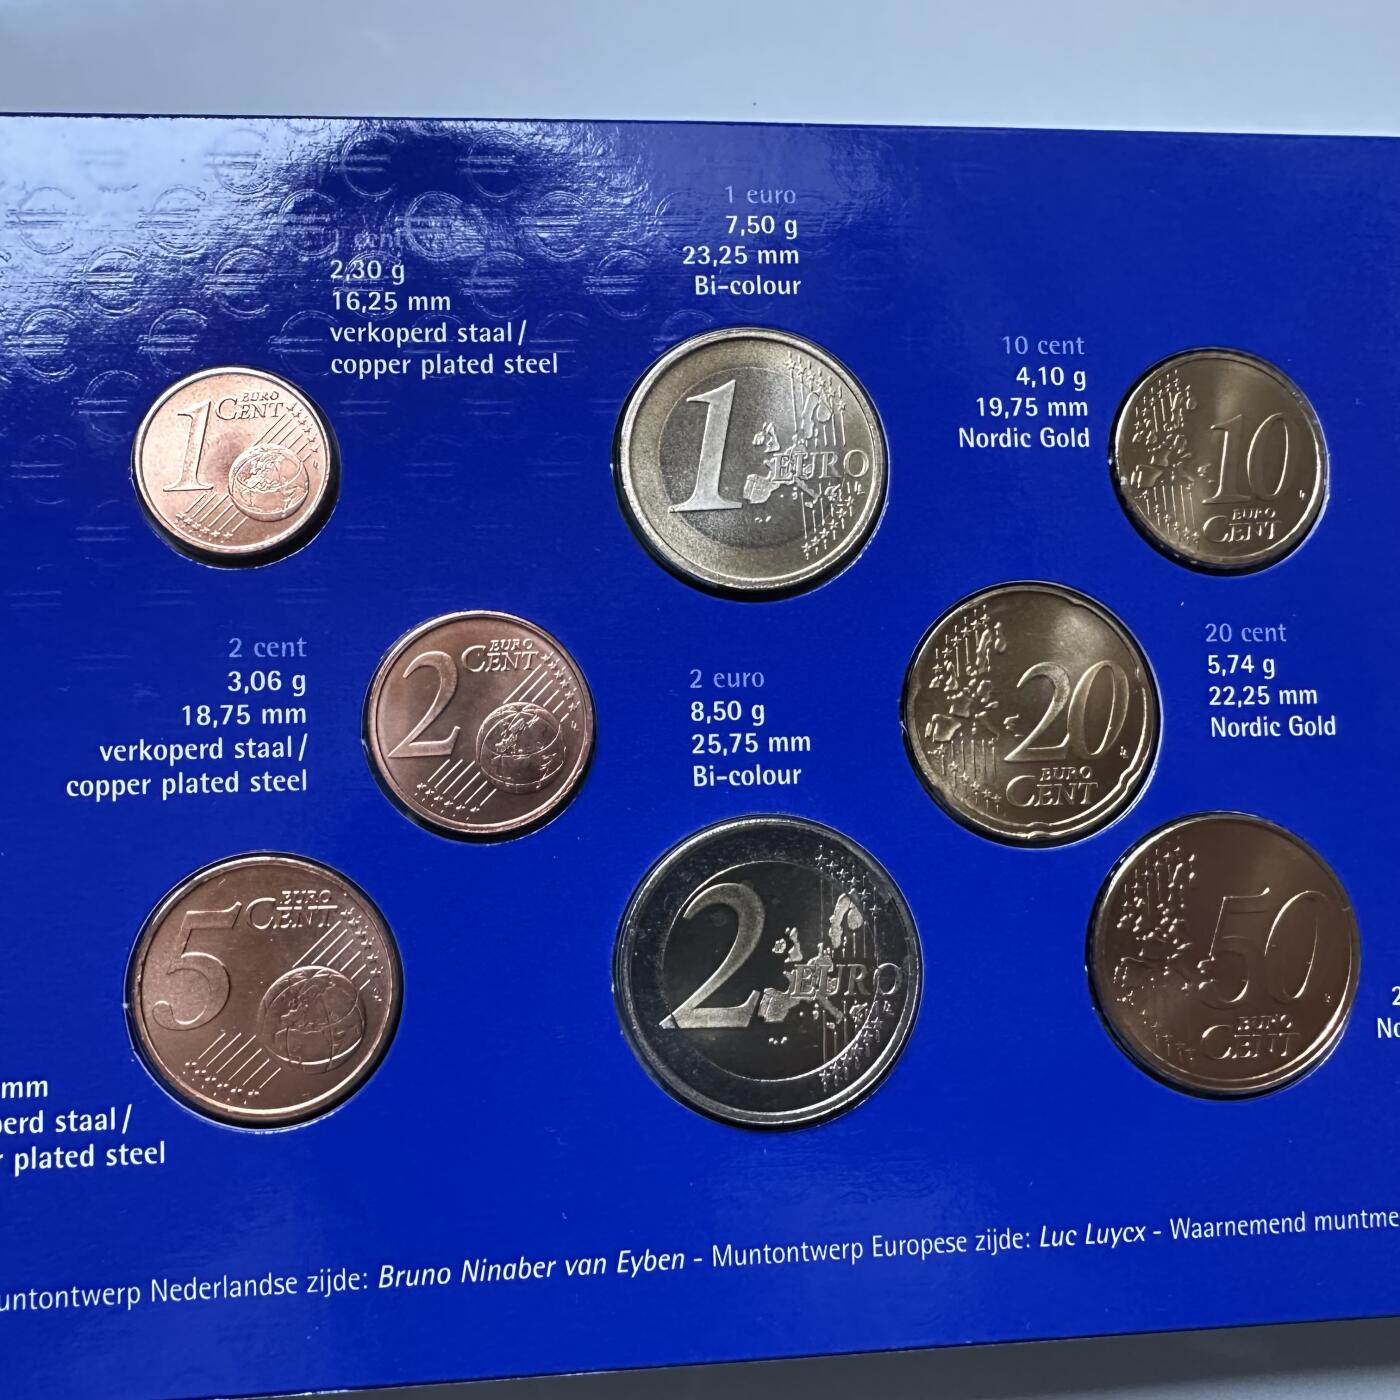 1 cent
2,30 g
16,25 mm
verkoperd staal/
copper plated steel
1 euro
7,50 g
23,25 mm
Bi-colour
10 cent
4,10 g
19,75 mm
Nordic Gold
1 EURO
CENT
1 EURO
10 EURO
CENT
2 cent
3,06 g
18,75 mm
verkoperd staal/
copper plated steel
2 EURO
CENT
2 euro
8,50 g
25,75 mm
Bi-colour
20 EURO
CENT
20 cent
5,74 g
22,25 mm
Nordic Gold
5 EURO
CENT
2 EURO
50 EURO
CENT
mm
staal/
plated steel
Nederlandse zijde: Bruno Ninaber van Eyben - Muntontwerp Europese zijde: Luc Luycx - Waarnemend